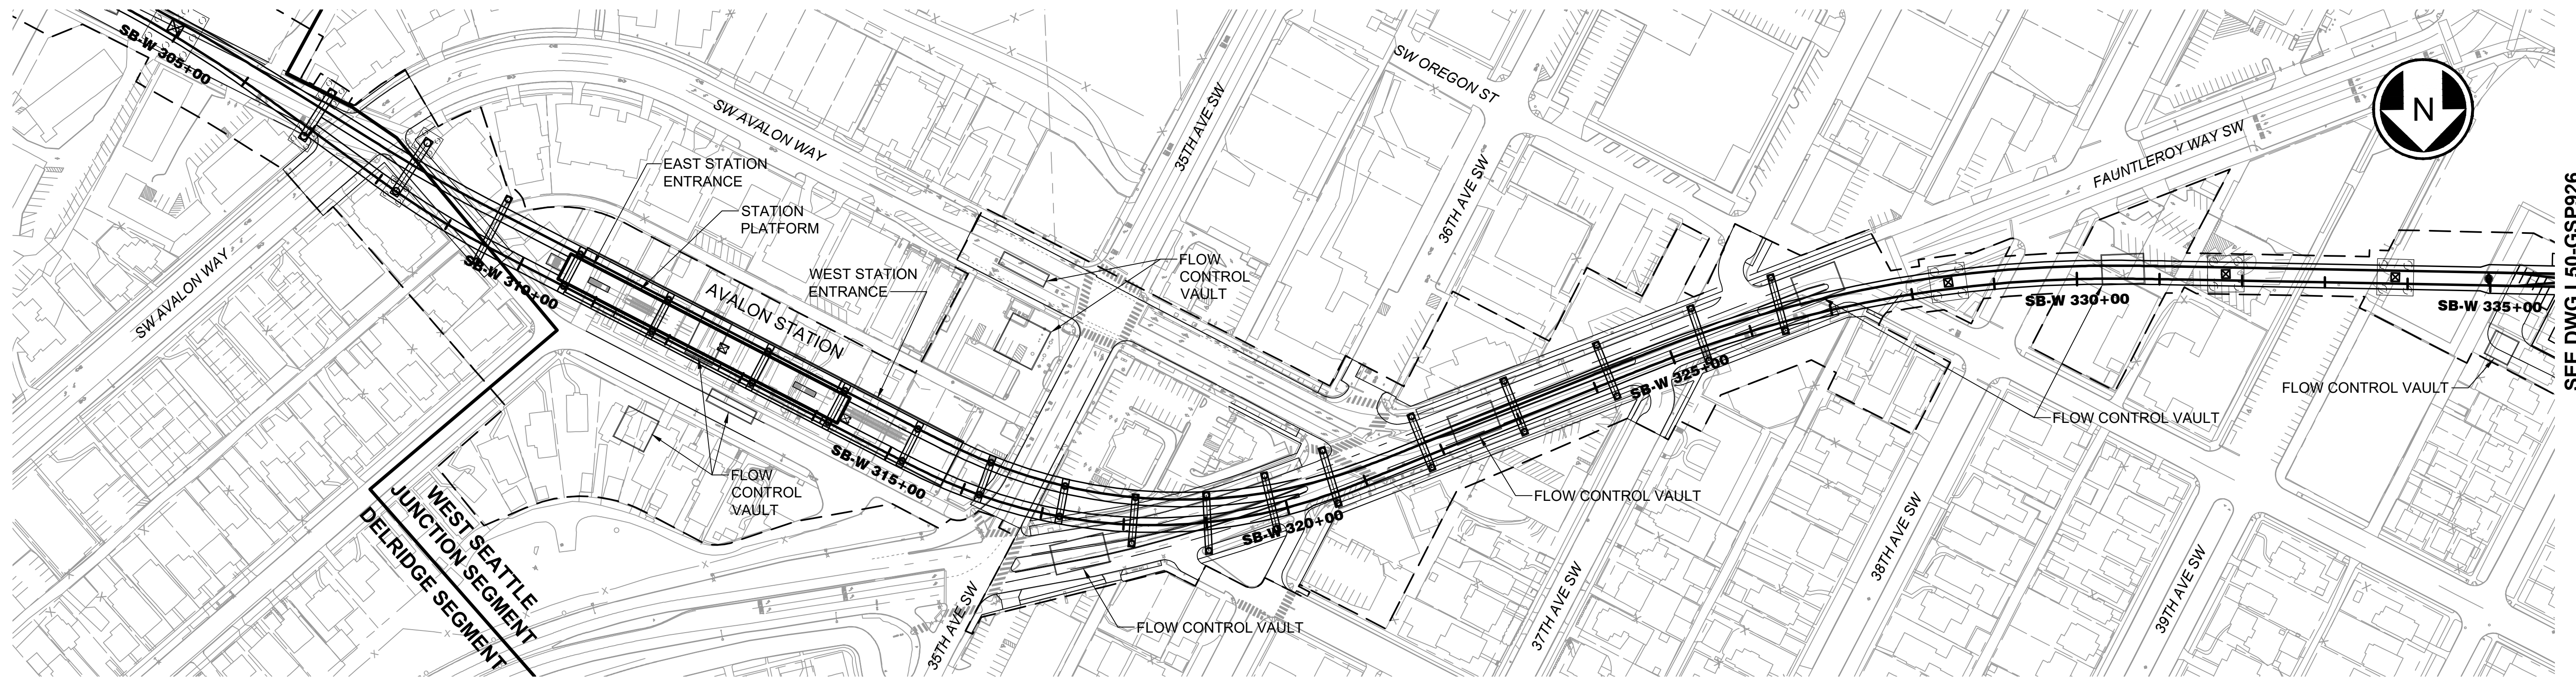 SB-W 305+00
SW AVALON WAY
SW OREGON ST
35TH AVE SW
N
FAUNTLEROY WAY SW
EAST STATION
ENTRANCE
STATION
PLATFORM
36TH AVE SW
SW AVALON WAY
SB-W 310+00
WEST STATION
ENTRANCE
AVALON STATION
FLOW
CONTROL
VAULT
SB-W 330+00
SB-W 335+00
SB-W 325+00
FLOW CONTROL VAULT
FLOW CONTROL VAULT
SB-W 315+00
FLOW
CONTROL
VAULT
FLOW CONTROL VAULT
SB-W 320+00
WEST SEATTLE
JUNCTION SEGMENT
DELRIDGE SEGMENT
35TH AVE SW
FLOW CONTROL VAULT
37TH AVE SW
38TH AVE SW
39TH AVE SW